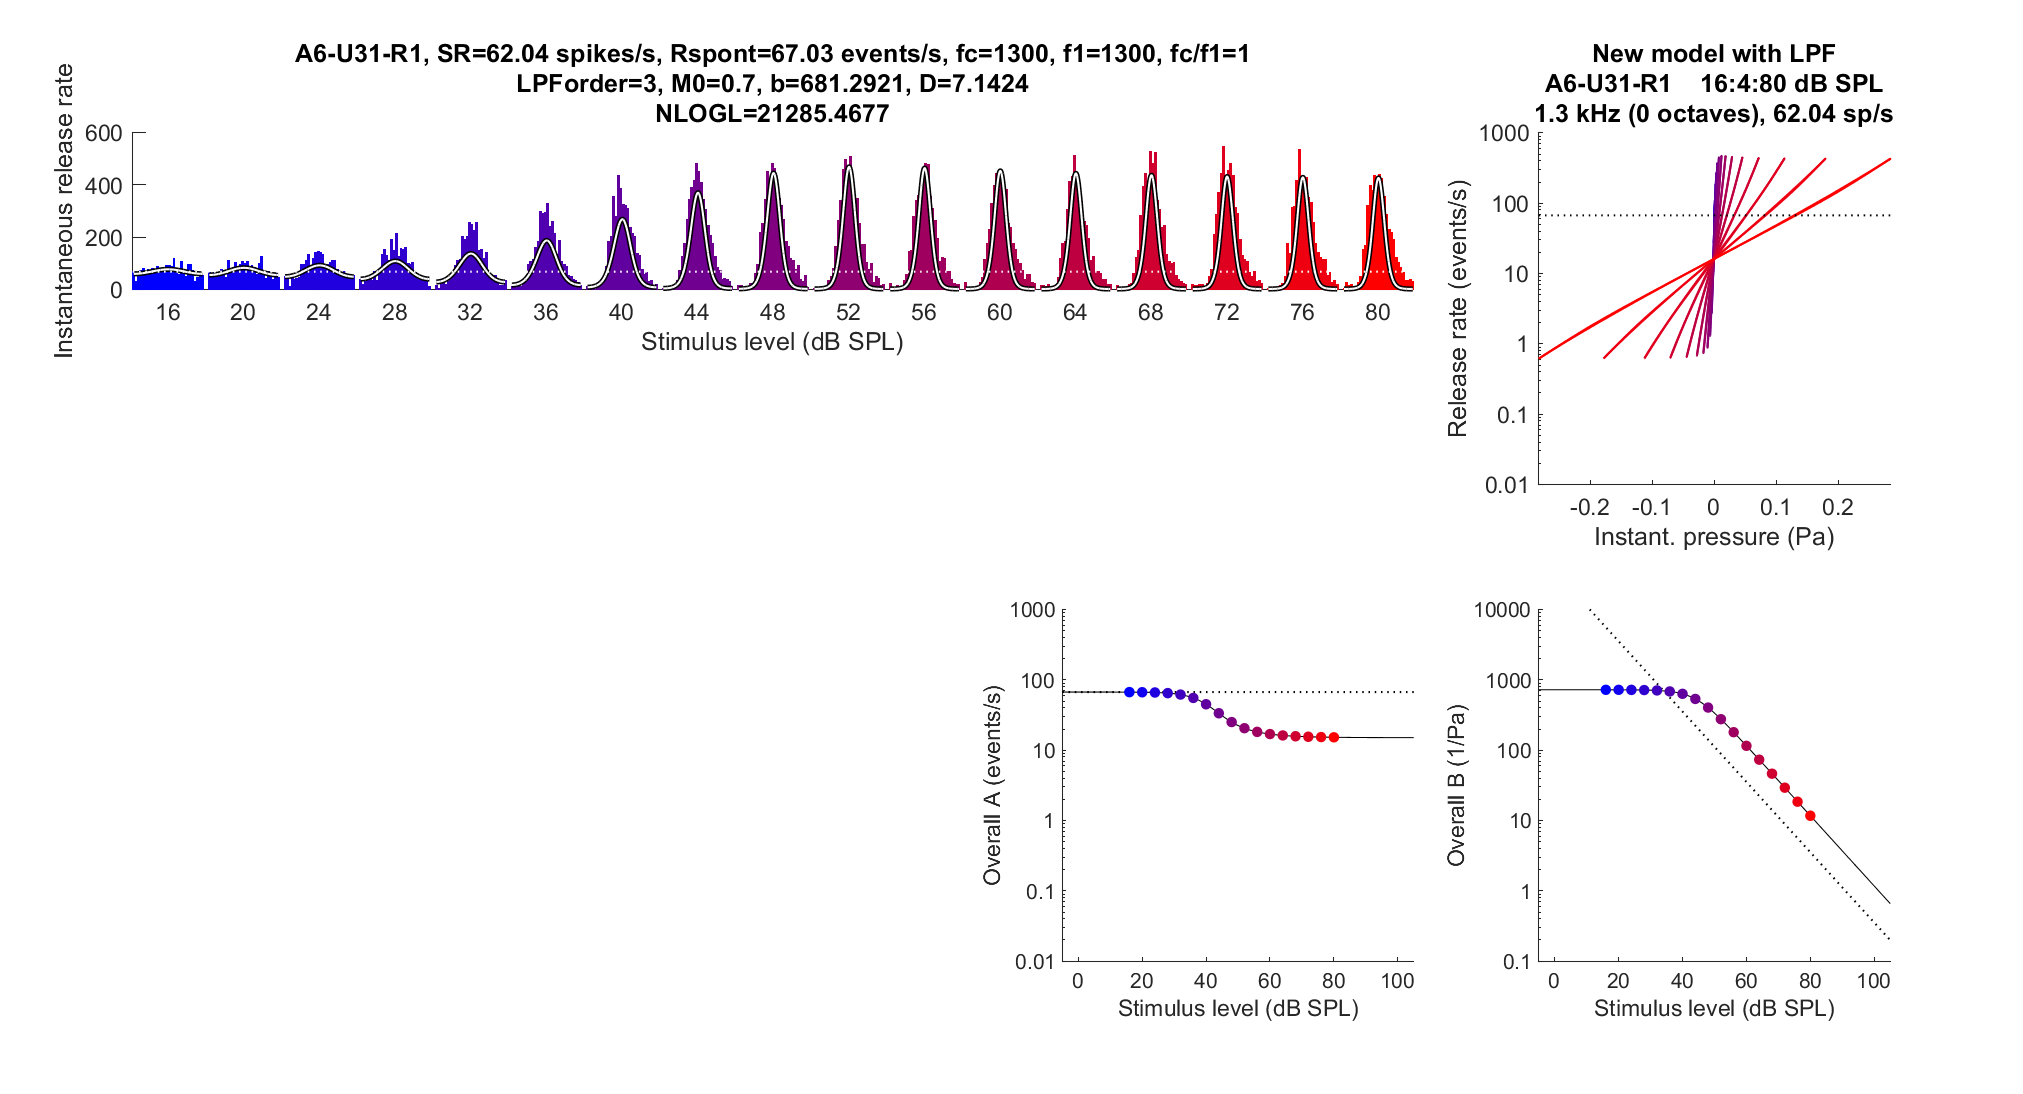 A6-U31-R1, SR=62.04 spikes/s, Rspont=67.03 events/s, fc=1300, f1=1300, fc/f1=1
LPForder=3, M0=0.7, b=681.2921, D=7.1424
NLOGL=21285.4677
Instantaneous release rate
600
400
200
0
16 20 24 28 32 36 40 44 48 52 56 60 64 68 72 76 80
Stimulus level (dB SPL)
New model with LPF
A6-U31-R1 16:4:80 dB SPL
1.3 kHz (0 octaves), 62.04 sp/s
Release rate (events/s)
1000
100
10
1
0.1
0.01
-0.2 -0.1 0 0.1 0.2
Instant. pressure (Pa)
Overall A (events/s)
1000
100
10
1
0.1
0.01
0 20 40 60 80 100
Stimulus level (dB SPL)
Overall B (1/Pa)
10000
1000
100
10
1
0.1
0 20 40 60 80 100
Stimulus level (dB SPL)